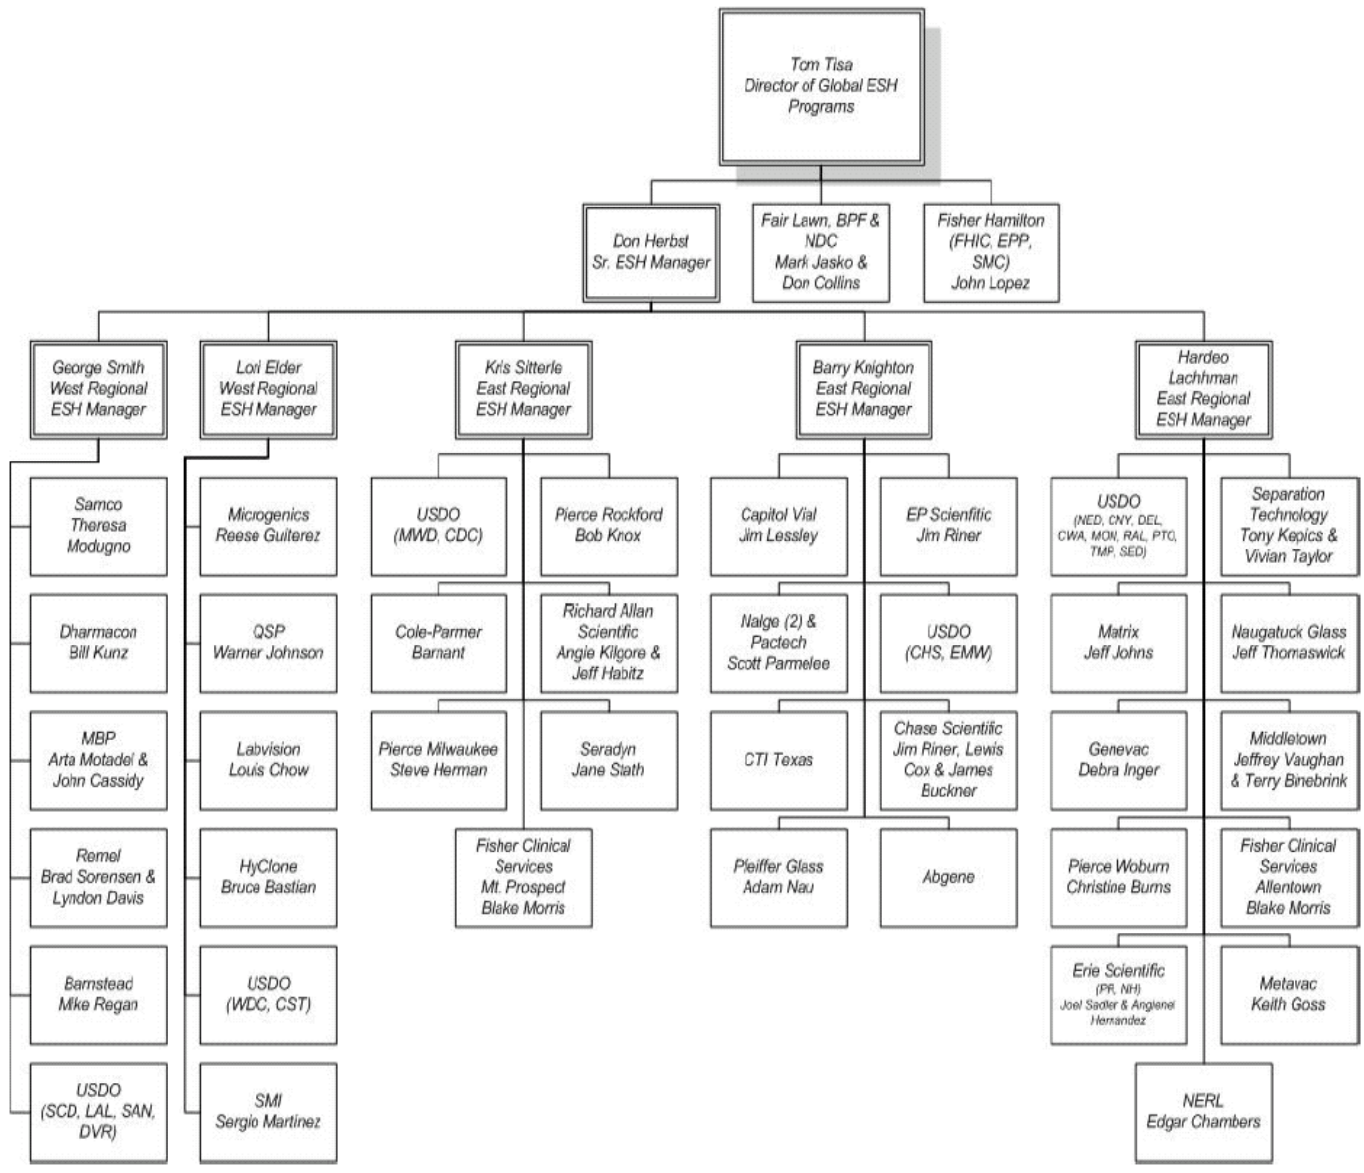 Tom Tisa
Director of Global ESH
Programs
Don Herbst
Sr. ESH Manager
Fair Lawn, BPF &
NDC
Mark Jasko &
Don Collins
Fisher Hamilton
(FHIC, EPP,
SMC)
John Lopez
George Smith
West Regional
ESH Manager
Lori Elder
West Regional
ESH Manager
Kris Sitterle
East Regional
ESH Manager
Barry Knighton
East Regional
ESH Manager
Hardeo
Lachhman
East Regional
ESH Manager
Samco
Theresa
Modugno
Dharmacon
Bill Kunz
MBP
Arta Motadel &
John Cassidy
Remel
Brad Sorensen &
Lyndon Davis
Barnstead
Mike Regan
USDO
(SCD, LAL, SAN,
DVR)
Microgenics
Reese Guiterez
QSP
Warner Johnson
Labvision
Louis Chow
HyClone
Bruce Bastian
USDO
(WDC, CST)
SMI
Sergio Martinez
USDO
(MWD, CDC)
Pierce Rockford
Bob Knox
Cole-Parmer
Barnant
Richard Allan
Scientific
Angie Kilgore &
Jeff Habitz
Pierce Milwaukee
Steve Herman
Seradyn
Jane Stath
Fisher Clinical
Services
Mt. Prospect
Blake Morris
Capitol Vial
Jim Lessley
EP Scienfitic
Jim Riner
Nalge (2) &
Pactech
Scott Parmelee
USDO
(CHS, EMW)
CTI Texas
Chase Scientific
Jim Riner, Lewis
Cox & James
Buckner
Pfeiffer Glass
Adam Nau
Abgene
USDO
(NED, CNY, DEL,
CWA, MON, RAL, PTC,
TMP, SED)
Separation
Technology
Tony Kepics &
Vivian Taylor
Matrix
Jeff Johns
Naugatuck Glass
Jeff Thomaswick
Genevac
Debra Inger
Middletown
Jeffrey Vaughan
& Terry Binebrink
Pierce Woburn
Christine Burns
Fisher Clinical
Services
Allentown
Blake Morris
Erie Scientific
(PR, NH)
Joel Sadler & Angienel
Hernandez
Metavac
Keith Goss
NERL
Edgar Chambers